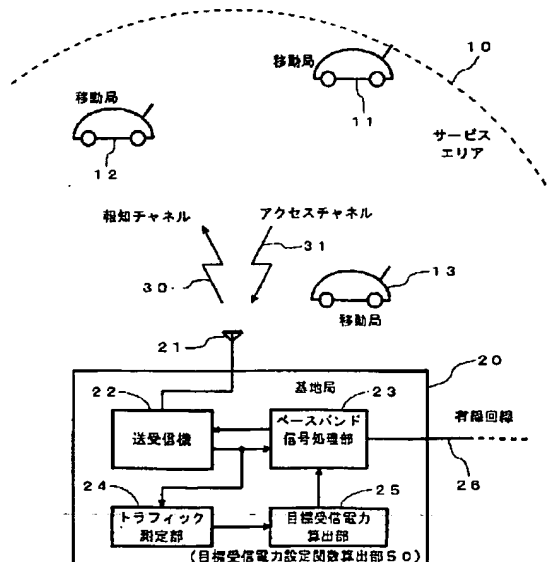 移動局
11
10
移動局
12
サービス
エリア
報知チャネル
アクセスチャネル
30
31
13
移動局
21
20
基地局
22
送受信機
23
ベースバンド
信号処理部
有線回線
26
24
トラフィック
測定部
25
目標受信電力
算出部
(目標受信電力設定関数算出部50)